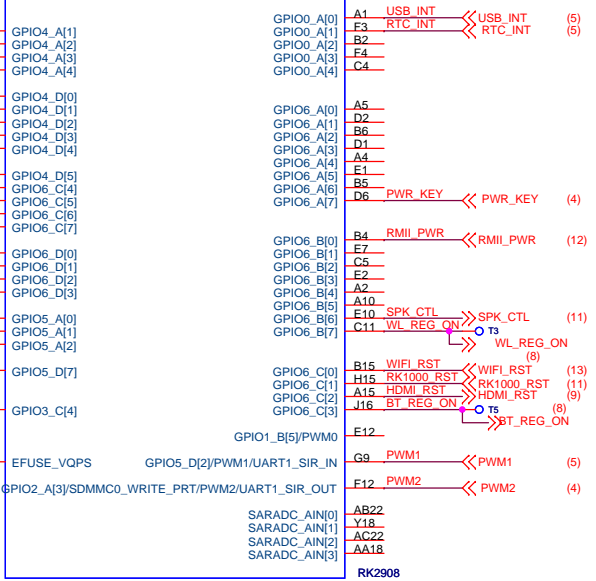 GPIO0_A[0] A1 USB_INT USB_INT (5)
GPIO4_A[1] GPIO0_A[1] F3 RTC_INT RTC_INT (5)
GPIO4_A[2] GPIO0_A[2] B2
GPIO4_A[3] GPIO0_A[3] F4
GPIO4_A[4] GPIO0_A[4] C4
GPIO4_D[0]
GPIO4_D[1] GPIO6_A[0] A5
GPIO4_D[2] GPIO6_A[1] D2
GPIO4_D[3] GPIO6_A[2] B6
GPIO4_D[4] GPIO6_A[3] D1
GPIO6_A[4] A4
GPIO4_D[5] GPIO6_A[5] E1
GPIO6_C[4] GPIO6_A[6] B5
GPIO6_C[5] GPIO6_A[7] D6 PWR_KEY PWR_KEY (4)
GPIO6_C[6]
GPIO6_C[7]
GPIO6_B[0] B4 RMII_PWR RMII_PWR (12)
GPIO6_D[0] GPIO6_B[1] E7
GPIO6_D[1] GPIO6_B[2] C5
GPIO6_D[2] GPIO6_B[3] E2
GPIO6_D[3] GPIO6_B[4] A2
GPIO6_B[5] A10
GPIO5_A[0] GPIO6_B[6] E10 SPK_CTL SPK_CTL (11)
GPIO5_A[1] GPIO6_B[7] C11 WL_REG_ON T3
GPIO5_A[2] WL_REG_ON
(8)
GPIO5_D[7] GPIO6_C[0] B15 WIFI_RST WIFI_RST (13)
GPIO6_C[1] H15 RK1000_RST RK1000_RST (11)
GPIO6_C[2] A15 HDMI_RST HDMI_RST (9)
GPIO3_C[4] GPIO6_C[3] J16 BT_REG_ON T5 (8)
BT_REG_ON
GPIO1_B[5]/PWM0 E12
EFUSE_VQPS GPIO5_D[2]/PWM1/UART1_SIR_IN G9 PWM1 PWM1 (5)
GPIO2_A[3]/SDMMC0_WRITE_PRT/PWM2/UART1_SIR_OUT F12 PWM2 PWM2 (4)
SARADC_AIN[0] AB22
SARADC_AIN[1] Y18
SARADC_AIN[2] AC22
SARADC_AIN[3] AA18
RK2908